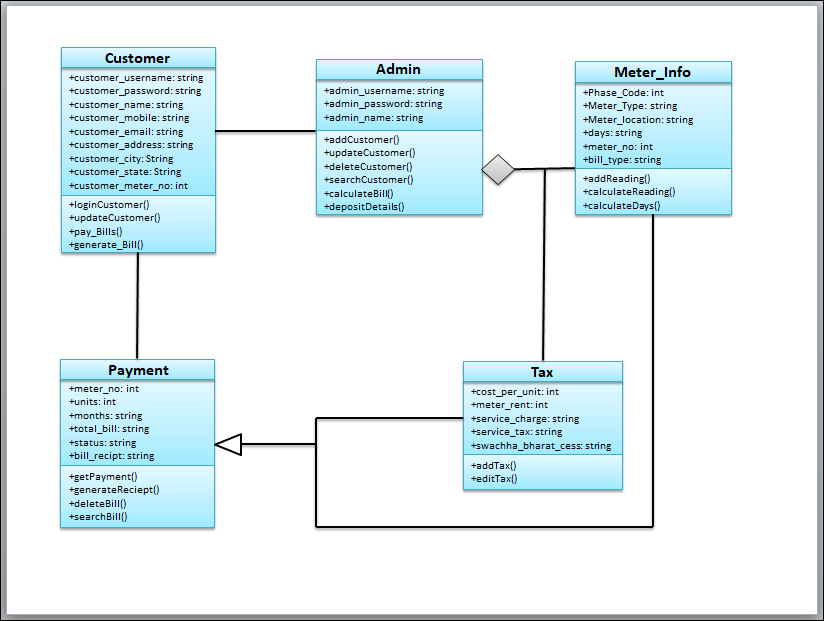 Customer
+customer_username: string
+customer_password: string
+customer_name: string
+customer_mobile: string
+customer_email: string
+customer_address: string
+customer_city: String
+customer_state: String
+customer_meter_no: int
+loginCustomer()
+updateCustomer()
+pay_Bills()
+generate_Bill()
Admin
+admin_username: string
+admin_password: string
+admin_name: string
+addCustomer()
+updateCustomer()
+deleteCustomer()
+searchCustomer()
+calculateBill()
+depositDetails()
Meter_Info
+Phase_Code: int
+Meter_Type: string
+Meter_location: string
+days: string
+meter_no: int
+bill_type: string
+addReading()
+calculateReading()
+calculateDays()
Payment
+meter_no: int
+units: int
+months: string
+total_bill: string
+status: string
+bill_recipt: string
+getPayment()
+generateReciept()
+deleteBill()
+searchBill()
Tax
+cost_per_unit: int
+meter_rent: int
+service_charge: string
+service_tax: string
+swachha_bharat_cess: string
+addTax()
+editTax()